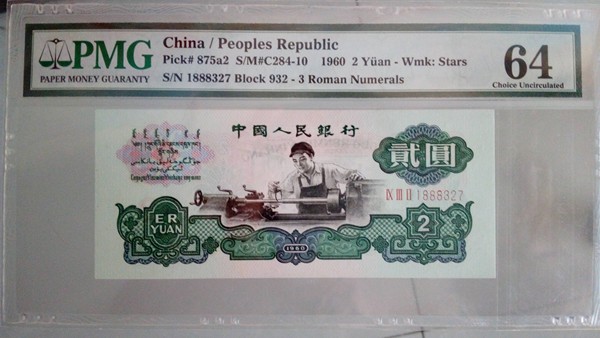 PMG
PAPER MONEY GUARANTY
China / Peoples Republic
Pick# 875a2 S/M#C284-10 1960 2 Yüan - Wmk: Stars
S/N 1888327 Block 932 - 3 Roman Numerals
64
Choice Uncirculated
中國人民銀行
貳圓
IX III II 1888327
ER
YUAN
2
1960